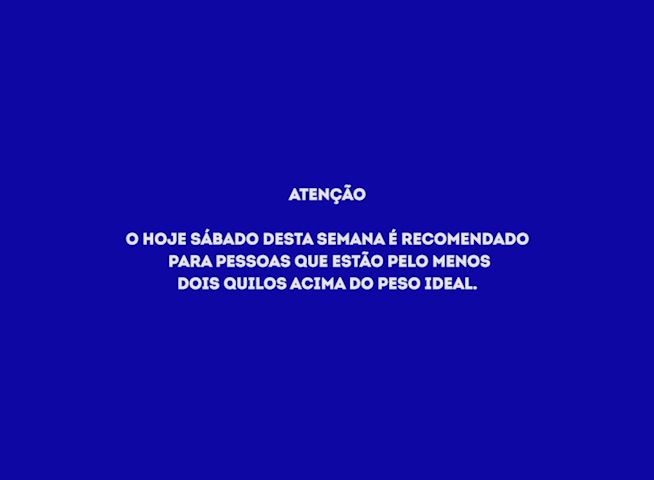 ATENÇÃO
O HOJE SÁBADO DESTA SEMANA É RECOMENDADO
PARA PESSOAS QUE ESTÃO PELO MENOS
DOIS QUILOS ACIMA DO PESO IDEAL.